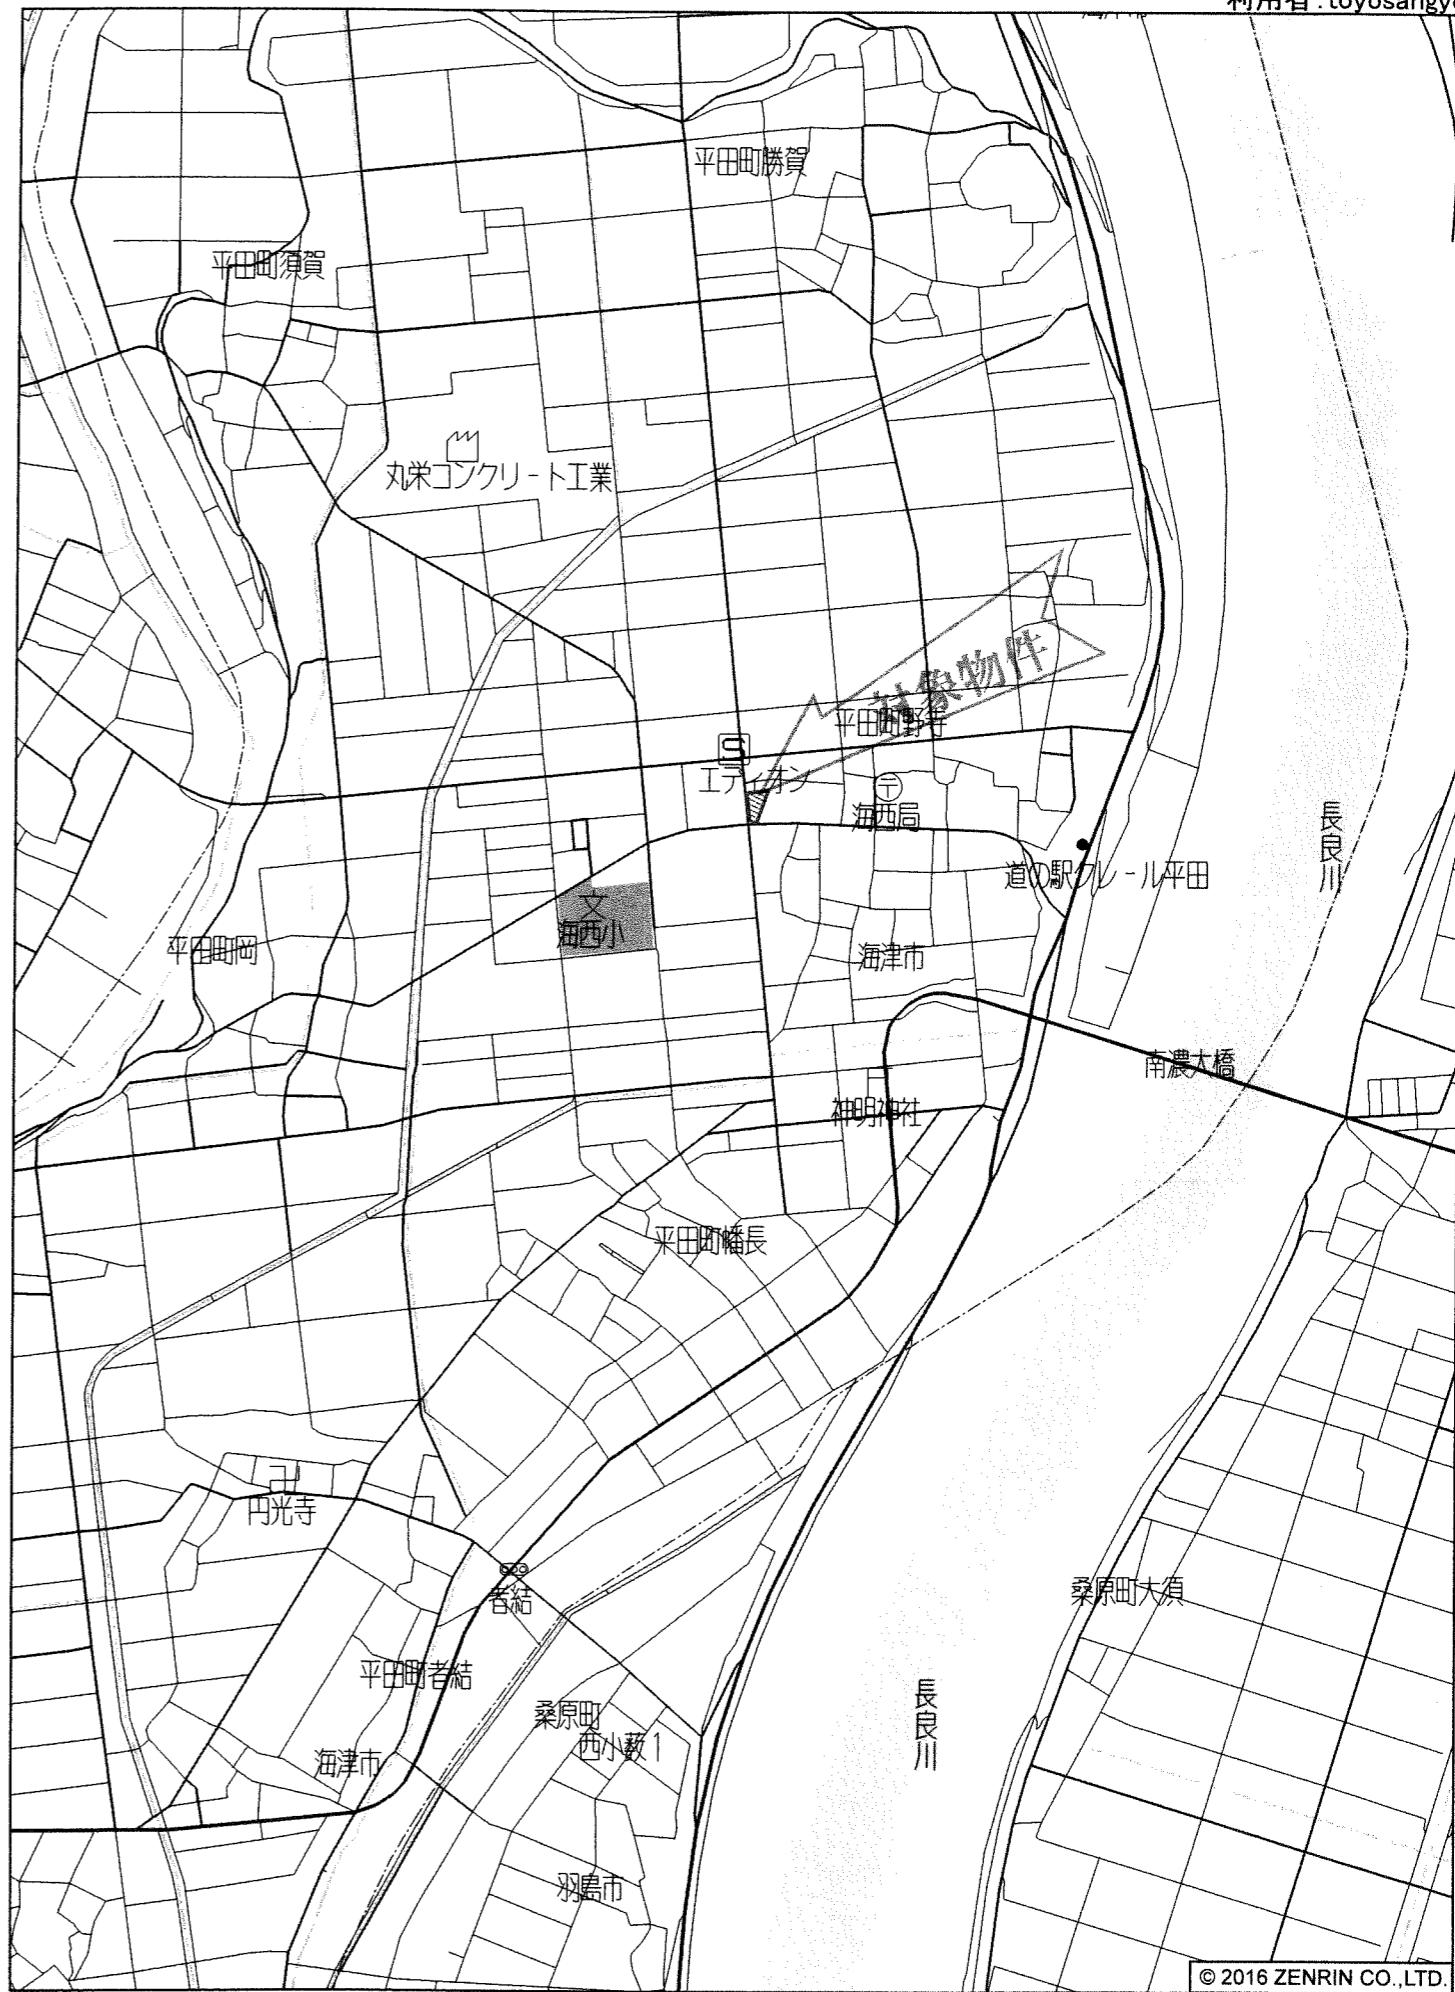 利用者:toyosangyo
平田町勝賀
平田町須賀
丸栄コンクリート工業
対象物件
平田町野寺
エディオン
海西局
長良川
道の駅クレール平田
文
海西小
平田町岡
海津市
南濃大橋
神明神社
平田町幡長
円光寺
者結
桑原町大須
平田町者結
桑原町
西小薮1
長良川
海津市
羽島市
© 2016 ZENRIN CO.,LTD.